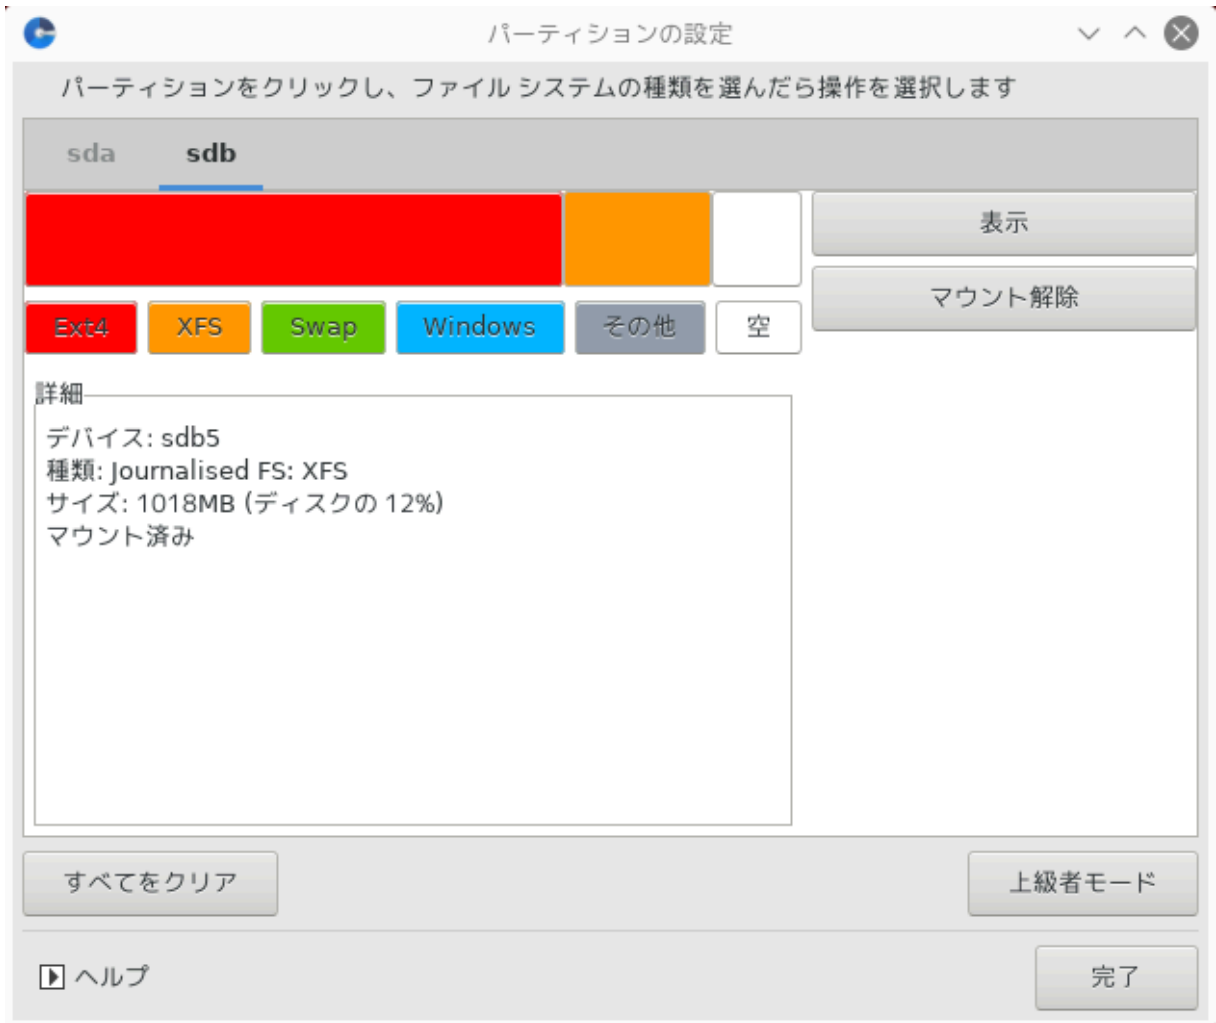 パーティションの設定
パーティションをクリックし、ファイル システムの種類を選んだら操作を選択します
sda
sdb
表示
マウント解除
Ext4
XFS
Swap
Windows
その他
空
詳細
デバイス: sdb5
種類: Journalised FS: XFS
サイズ: 1018MB (ディスクの 12%)
マウント済み
すべてをクリア
上級者モード
ヘルプ
完了